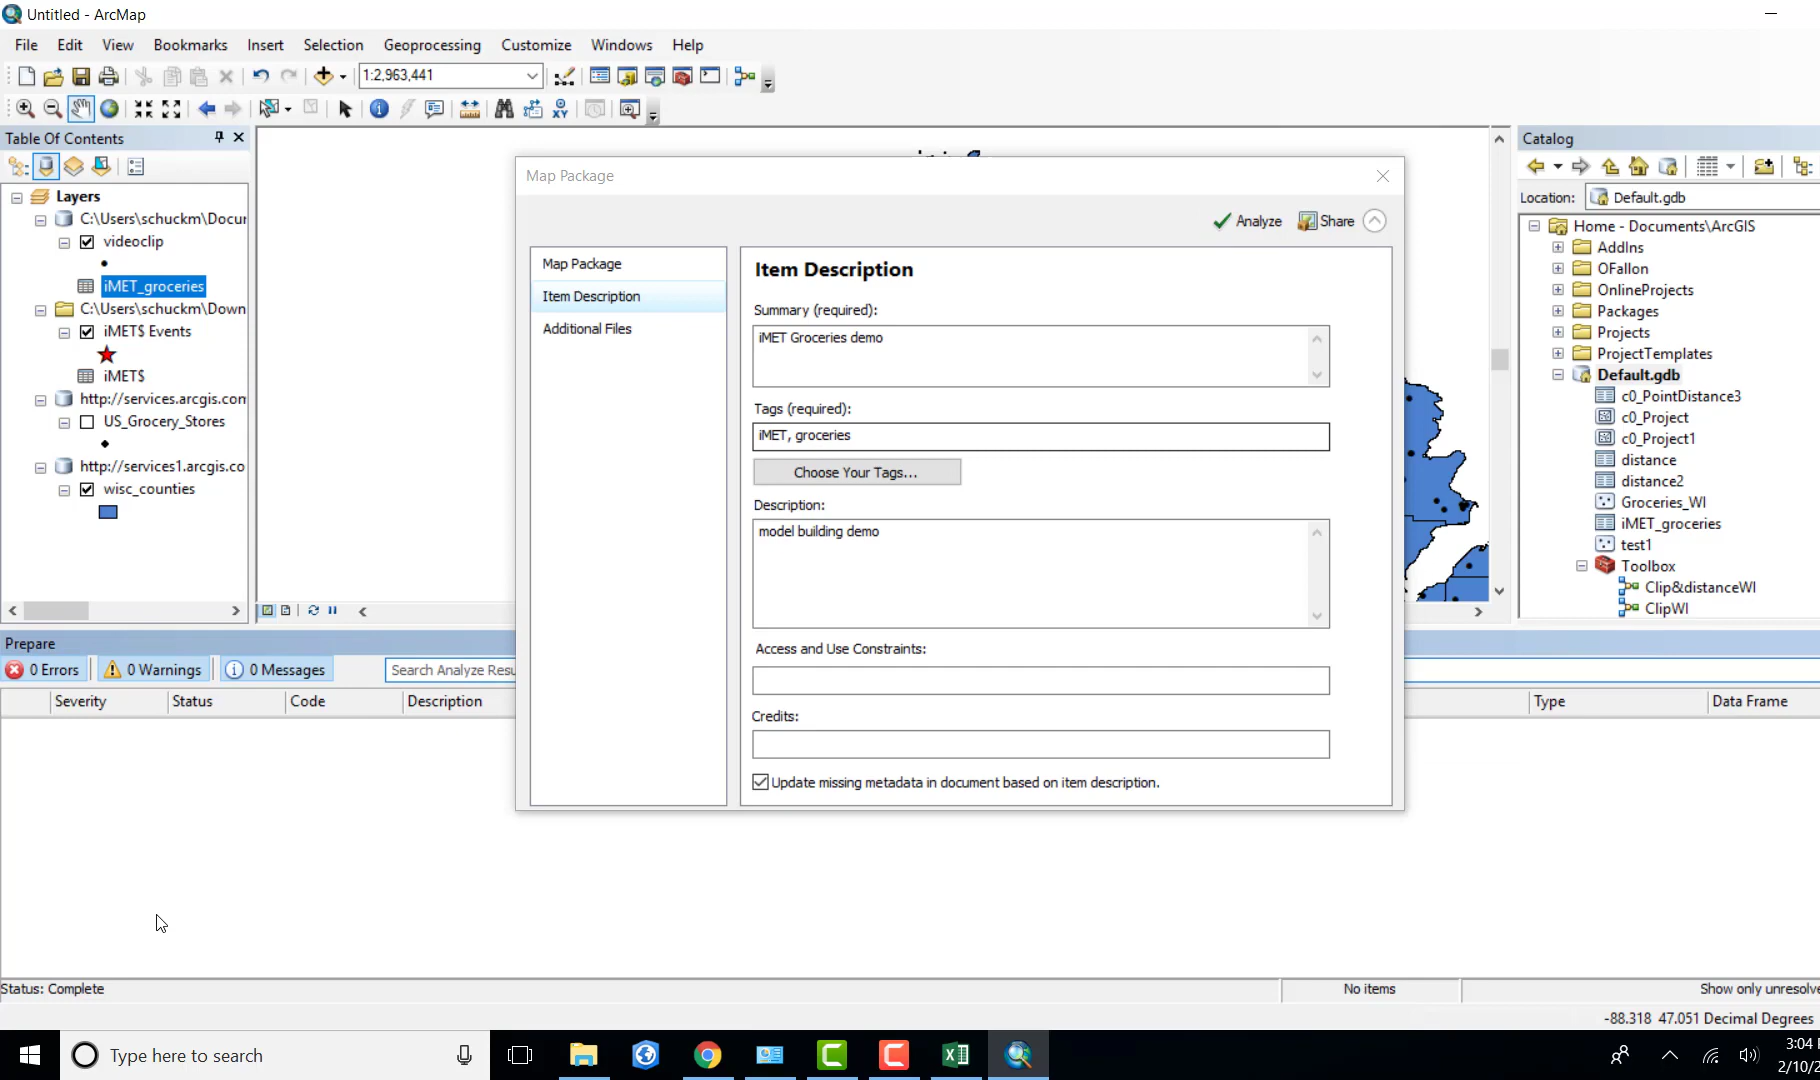 Untitled - ArcMap
File Edit View Bookmarks Insert Selection Geoprocessing Customize Windows Help
1:2,963,441
Table Of Contents
Layers
C:\Users\schuckm\Docur
videoclip
iMET_groceries
C:\Users\schuckm\Down
iMET$ Events
iMET$
http://services.arcgis.con
US_Grocery_Stores
http://services1.arcgis.co
wisc_counties
Map Package
Analyze Share
Map Package
Item Description
Additional Files
Item Description
Summary (required):
iMET Groceries demo
Tags (required):
iMET, groceries
Choose Your Tags...
Description:
model building demo
Access and Use Constraints:
Credits:
Update missing metadata in document based on item description.
Catalog
Location: Default.gdb
Home - Documents\ArcGIS
AddIns
OFallon
OnlineProjects
Packages
Projects
ProjectTemplates
Default.gdb
c0_PointDistance3
c0_Project
c0_Project1
distance
distance2
Groceries_WI
iMET_groceries
test1
Toolbox
Clip&distanceWI
ClipWI
Prepare
0 Errors 0 Warnings 0 Messages Search Analyze Resu
Severity Status Code Description Type Data Frame
Status: Complete No items Show only unresolve
-88.318 47.051 Decimal Degrees
Type here to search
3:04
2/10/2